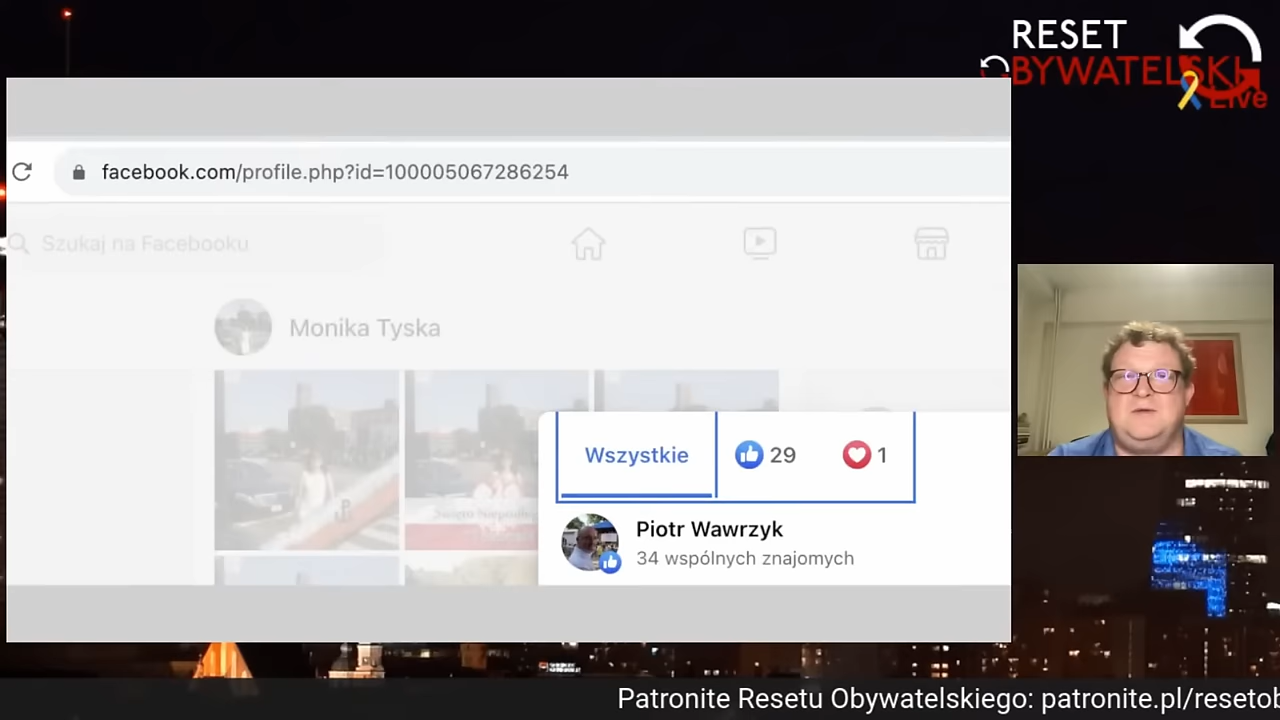 RESET
OBYWATELSKI
Live
facebook.com/profile.php?id=100005067286254
Szukaj na Facebooku
Monika Tyska
Wszystkie
29
1
Piotr Wawrzyk
34 wspólnych znajomych
Patronite Resetu Obywatelskiego: patronite.pl/resetob